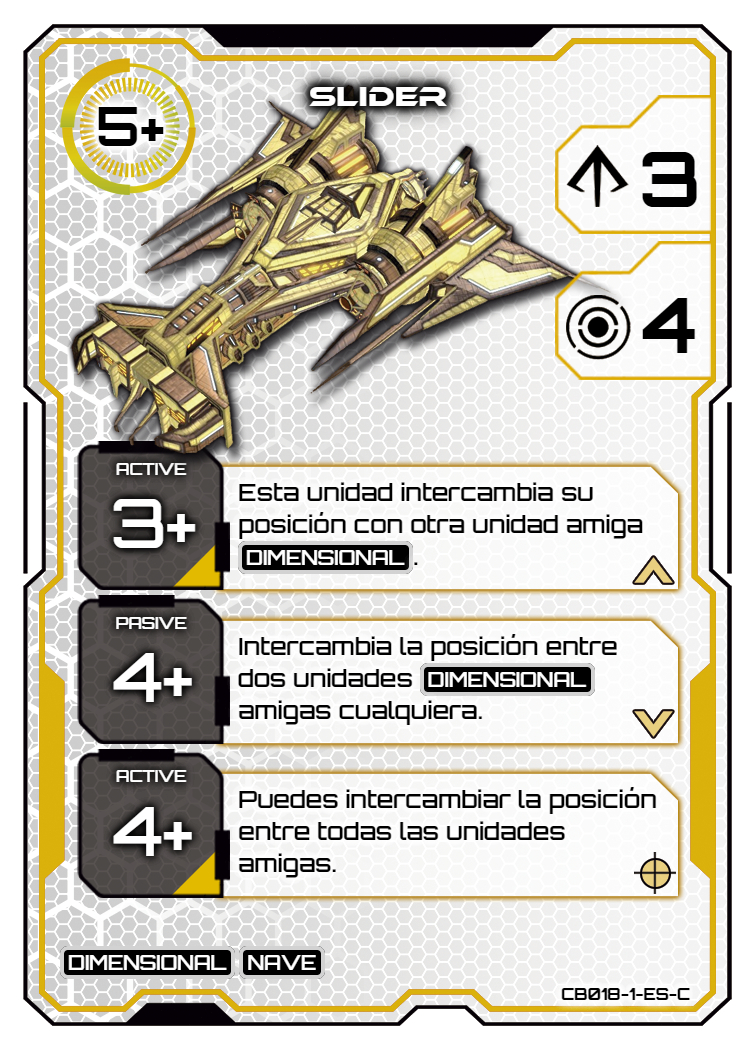 SLIDER
5+
3
4
ACTIVE
3+
Esta unidad intercambia su
posición con otra unidad amiga
DIMENSIONAL.
PASIVE
4+
Intercambia la posición entre
dos unidades DIMENSIONAL
amigas cualquiera.
ACTIVE
4+
Puedes intercambiar la posición
entre todas las unidades
amigas.
DIMENSIONAL NAVE
CB018-1-ES-C